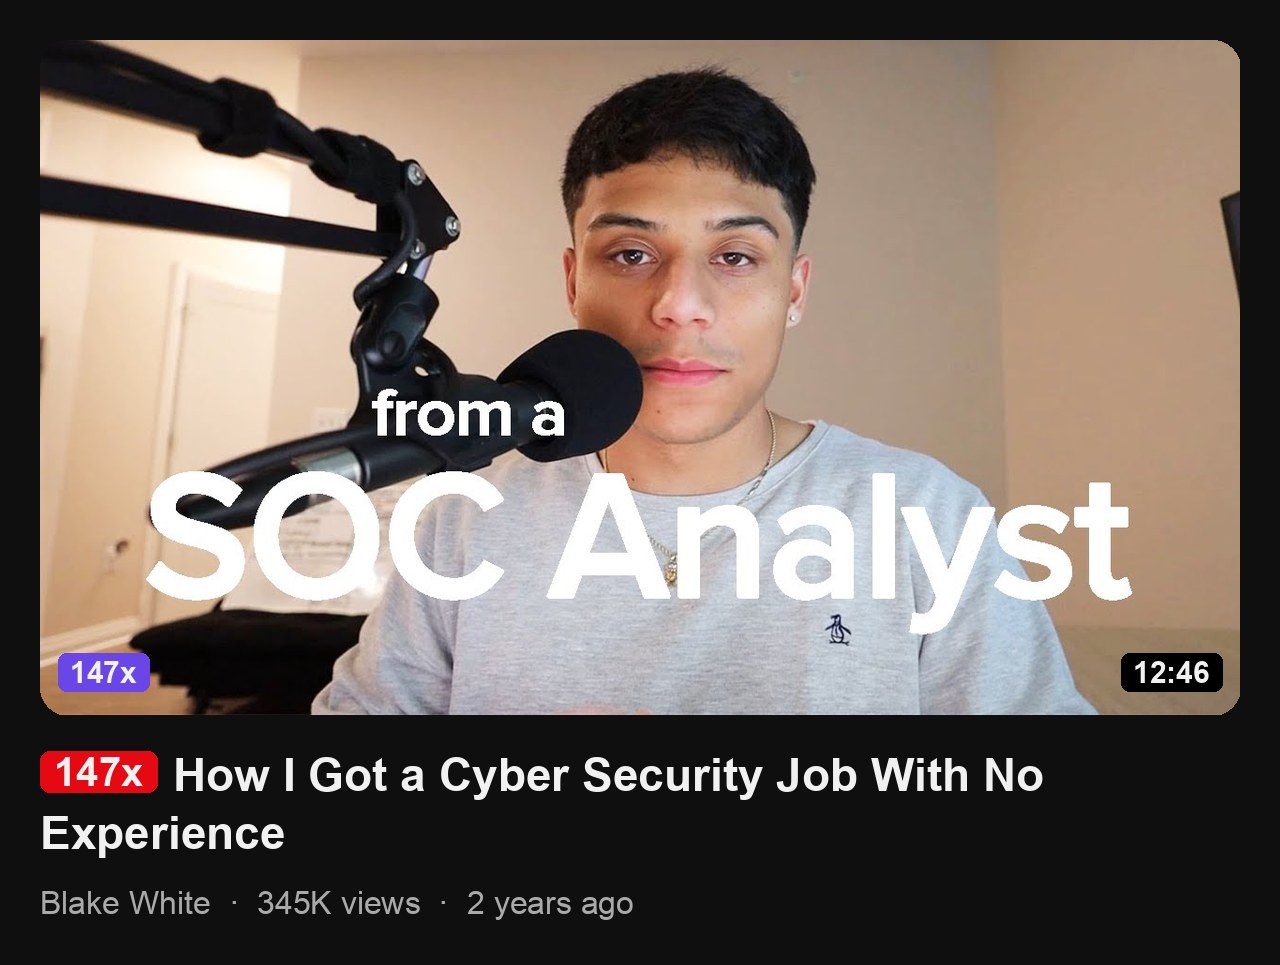 from a
SOC Analyst
147x
12:46
147x How I Got a Cyber Security Job With No
Experience
Blake White · 345K views · 2 years ago